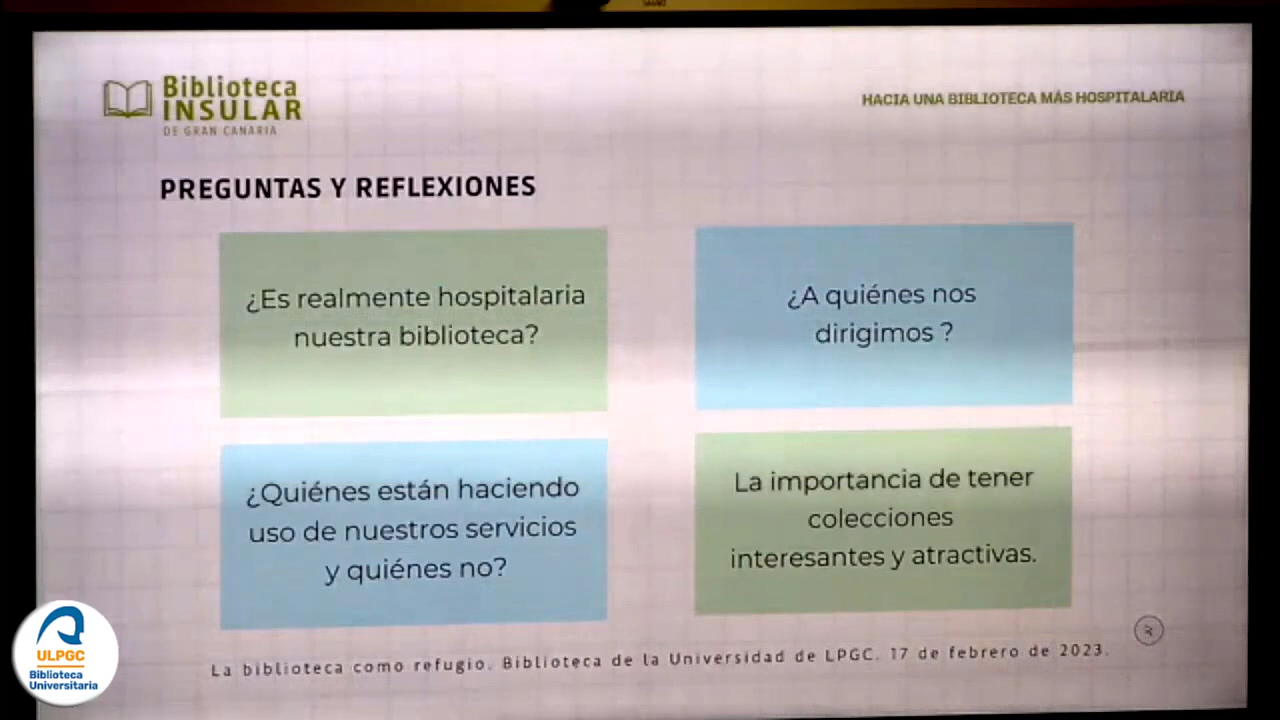 Biblioteca
INSULAR
DE GRAN CANARIA
HACIA UNA BIBLIOTECA MÁS HOSPITALARIA
PREGUNTAS Y REFLEXIONES
¿Es realmente hospitalaria
nuestra biblioteca?
¿A quiénes nos
dirigimos ?
¿Quiénes están haciendo
uso de nuestros servicios
y quiénes no?
La importancia de tener
colecciones
interesantes y atractivas.
La biblioteca como refugio. Biblioteca de la Universidad de LPGC. 17 de febrero de 2023.
ULPGC
Biblioteca
Universitaria